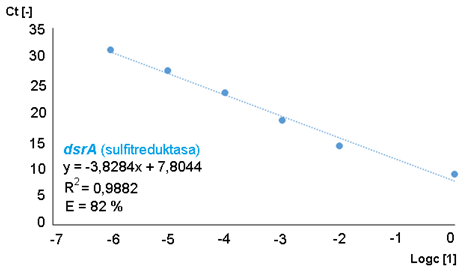 Ct [-]
35
30
25
20
15
10
5
0
dsrA (sulfitreduktasa)
y = -3,8284x + 7,8044
R² = 0,9882
E = 82 %
-7 -6 -5 -4 -3 -2 -1 0
Logc [1]